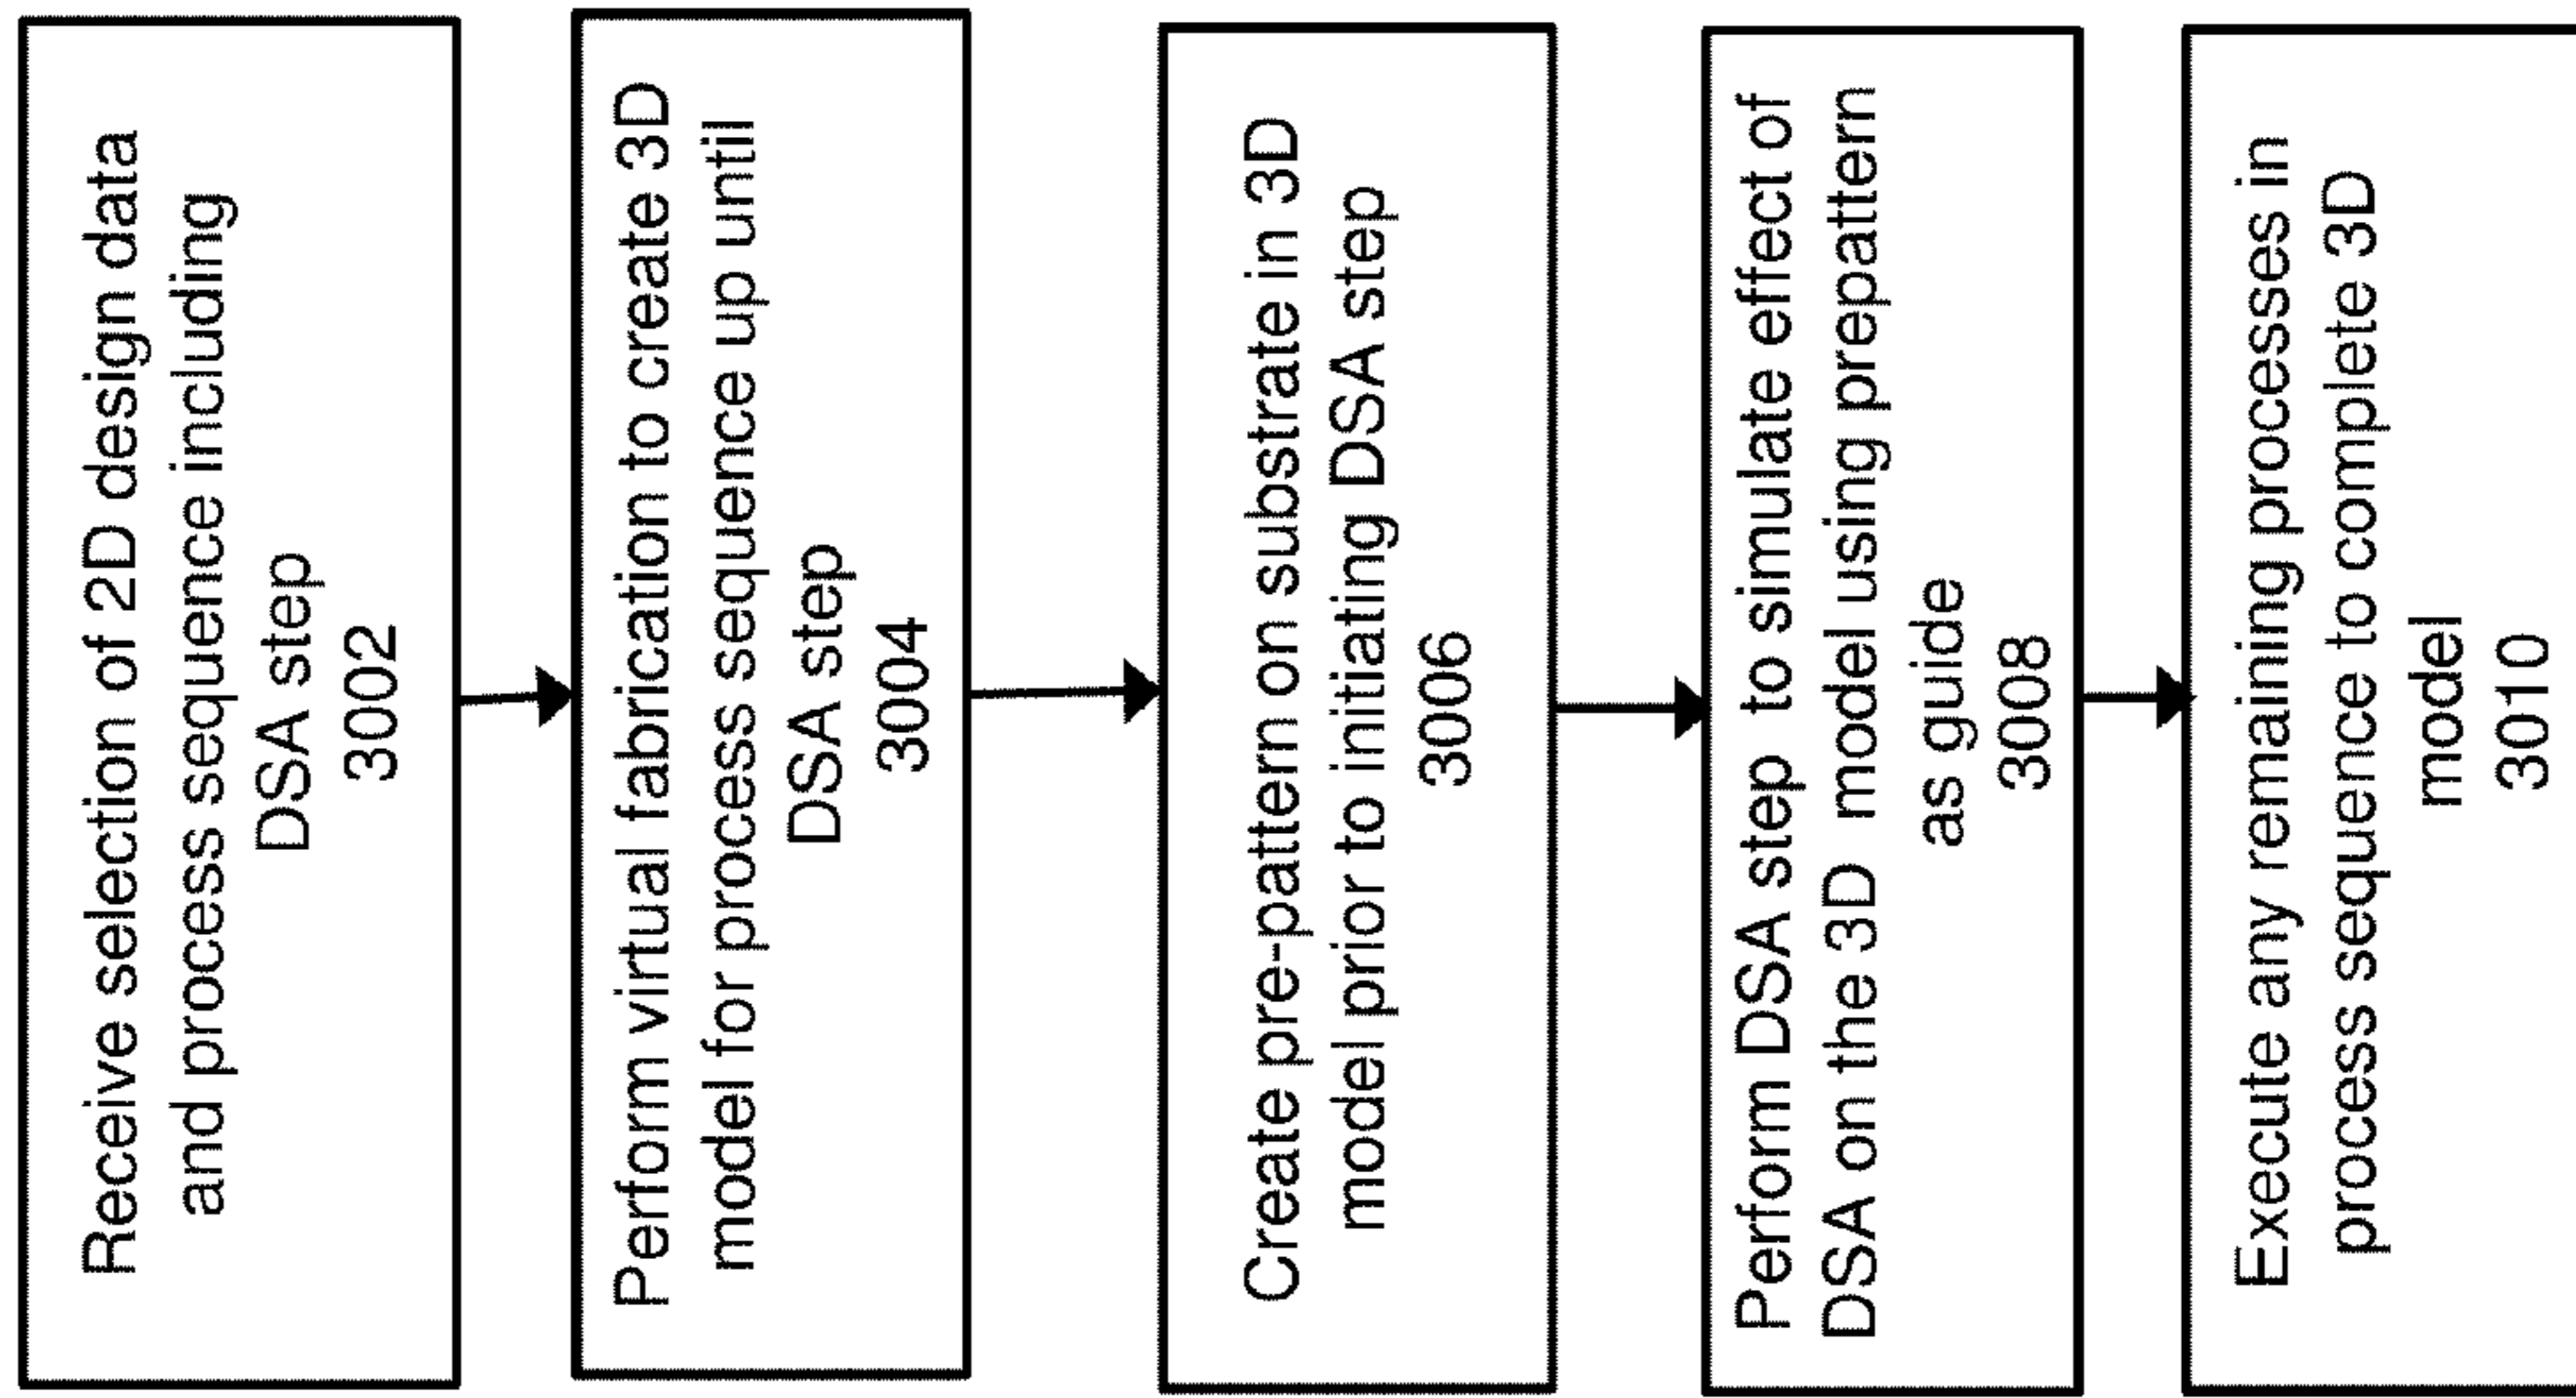 Receive selection of 2D design data
and process sequence including
DSA step
3002
Perform virtual fabrication to create 3D
model for process sequence up until
DSA step
3004
Create pre-pattern on substrate in 3D
model prior to initiating DSA step
3006
Perform DSA step to simulate effect of
DSA on the 3D model using prepattern
as guide
3008
Execute any remaining processes in
process sequence to complete 3D
model
3010